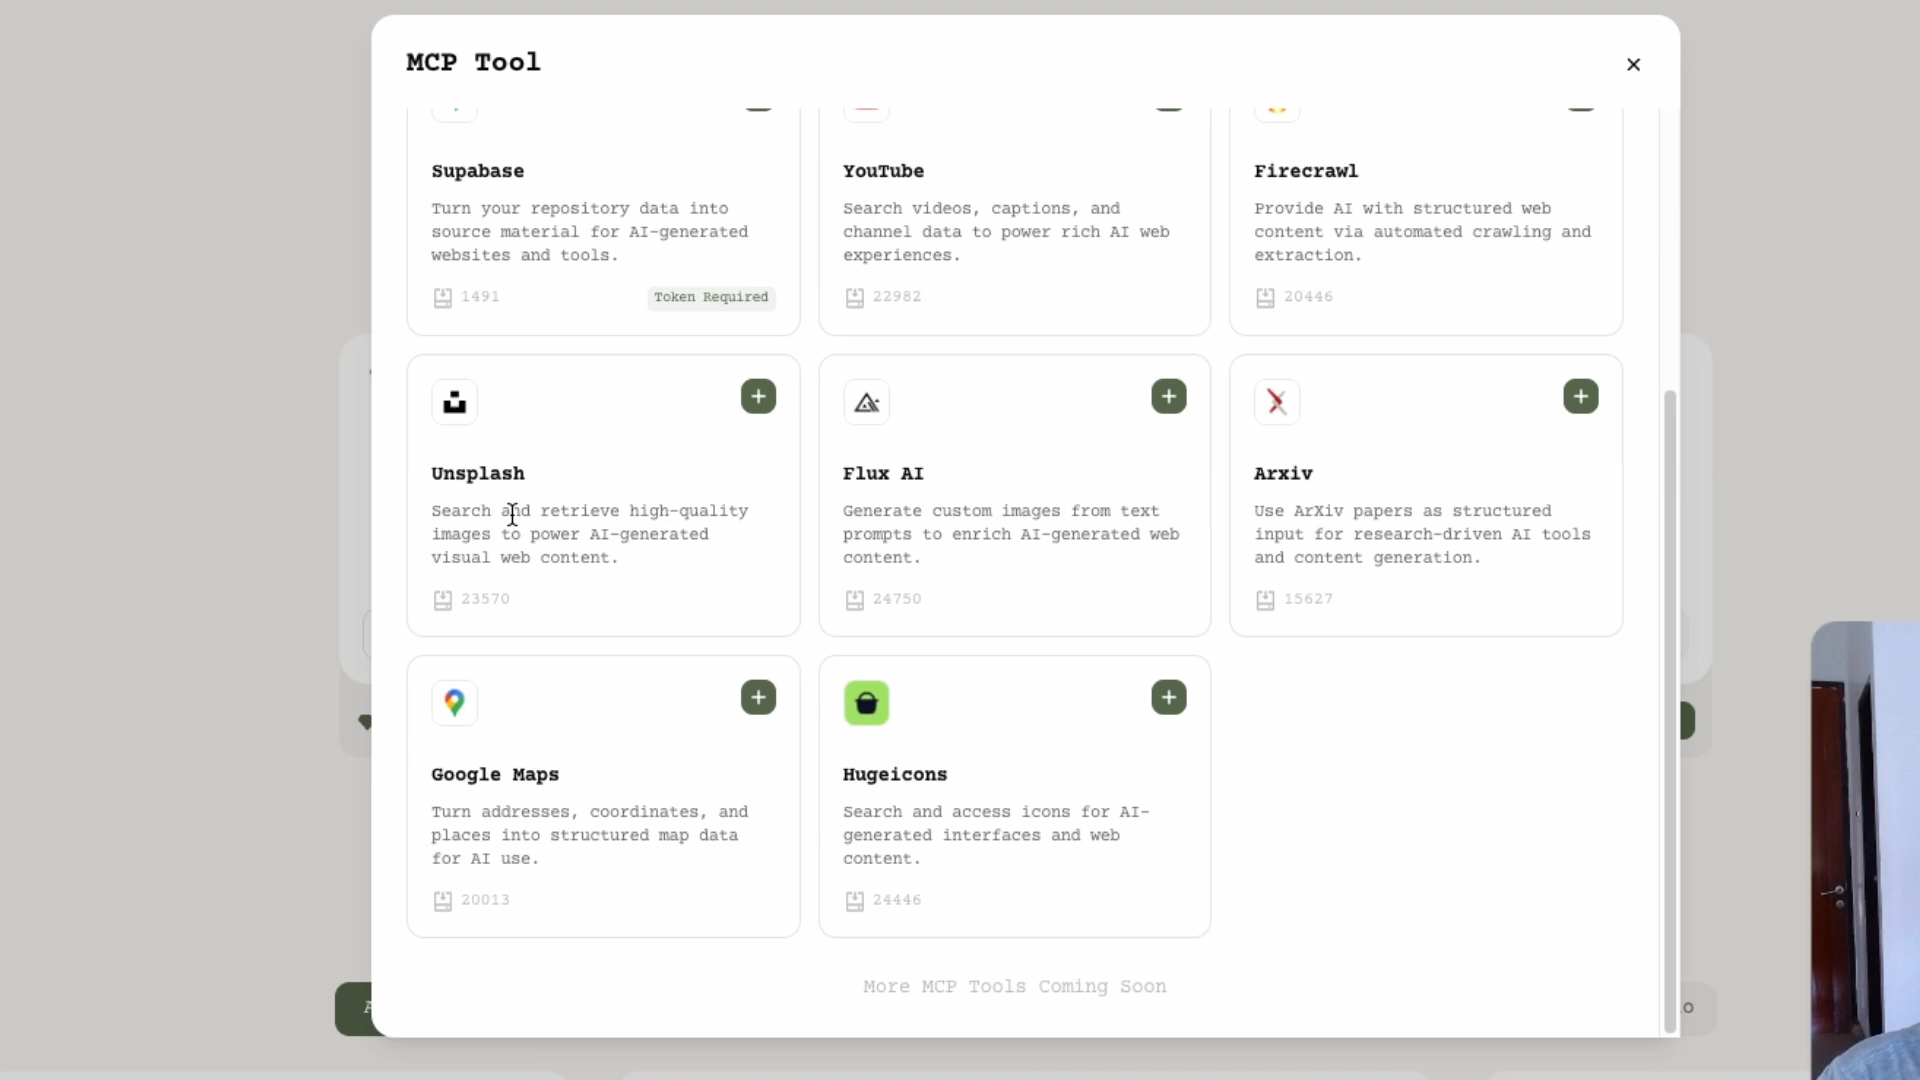 MCP Tool
Supabase
Turn your repository data into
source material for AI-generated
websites and tools.
1491
Token Required
YouTube
Search videos, captions, and
channel data to power rich AI web
experiences.
22982
Firecrawl
Provide AI with structured web
content via automated crawling and
extraction.
20446
Unsplash
Search and retrieve high-quality
images to power AI-generated
visual web content.
23570
Flux AI
Generate custom images from text
prompts to enrich AI-generated web
content.
24750
Arxiv
Use ArXiv papers as structured
input for research-driven AI tools
and content generation.
15627
Google Maps
Turn addresses, coordinates, and
places into structured map data
for AI use.
20013
Hugeicons
Search and access icons for AI-
generated interfaces and web
content.
24446
More MCP Tools Coming Soon